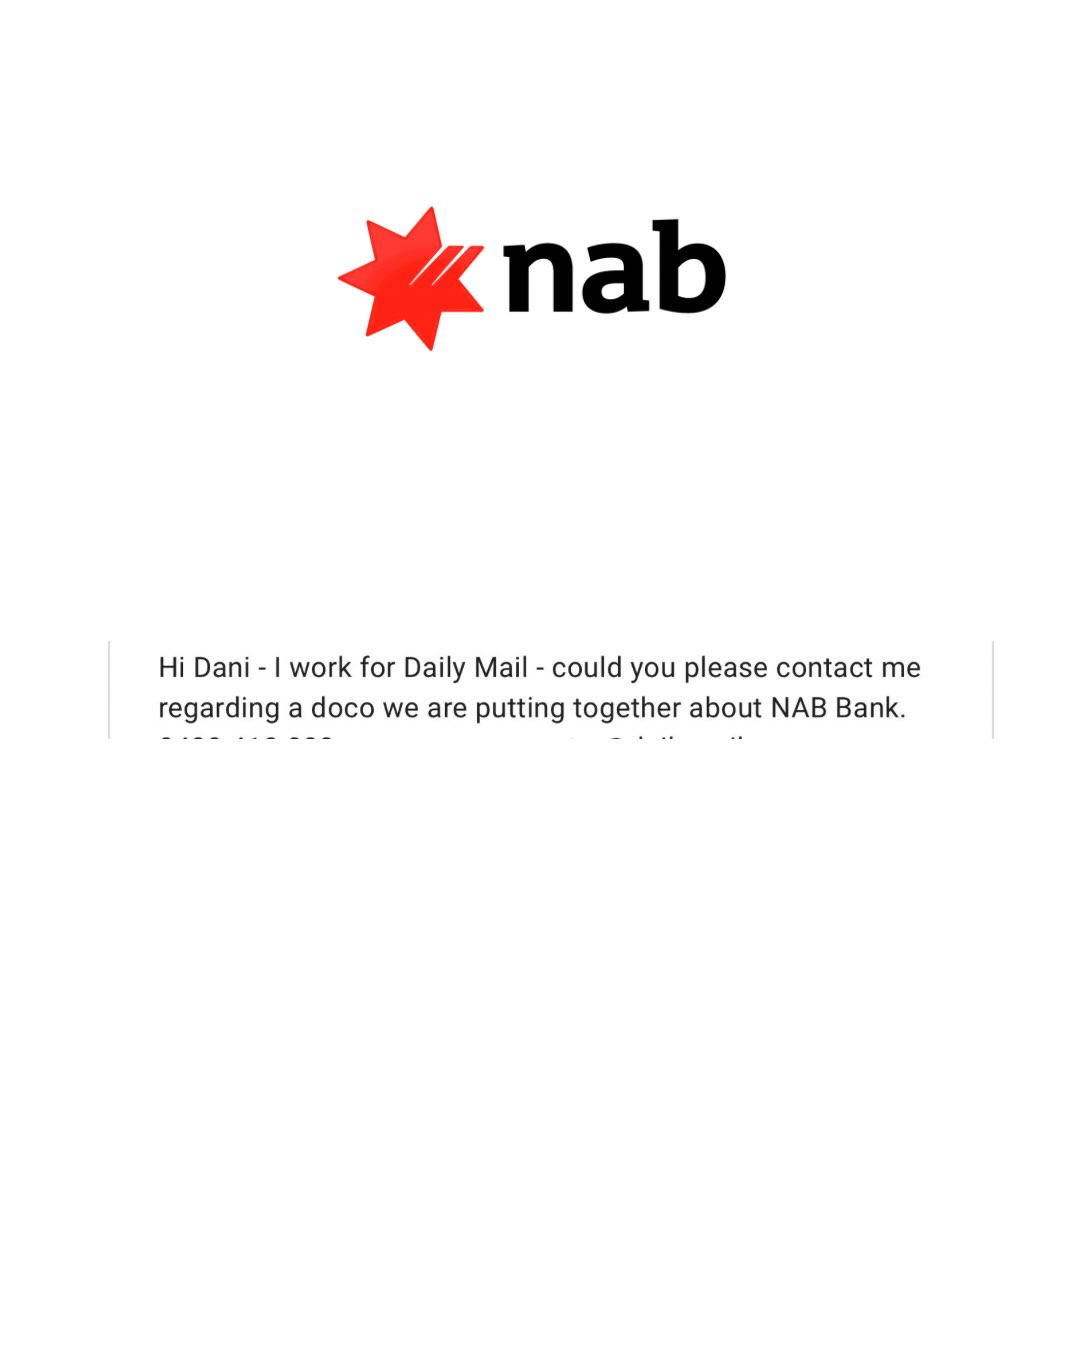 nab
Hi Dani - I work for Daily Mail - could you please contact me
regarding a doco we are putting together about NAB Bank.